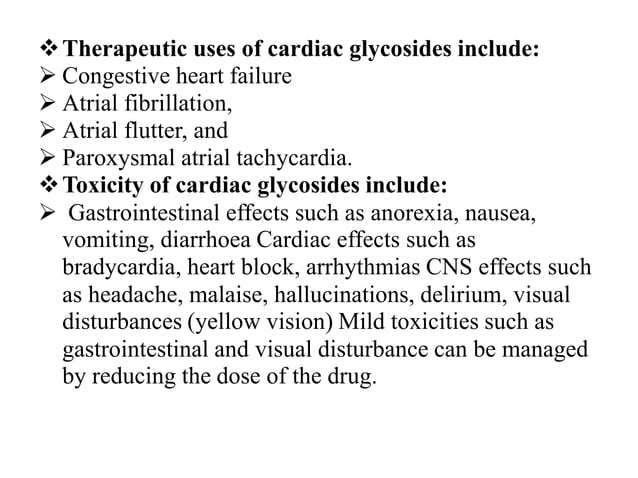 ❖Therapeutic uses of cardiac glycosides include:
➢ Congestive heart failure
➢ Atrial fibrillation,
➢ Atrial flutter, and
➢ Paroxysmal atrial tachycardia.
❖Toxicity of cardiac glycosides include:
➢ Gastrointestinal effects such as anorexia, nausea,
vomiting, diarrhoea Cardiac effects such as
bradycardia, heart block, arrhythmias CNS effects such
as headache, malaise, hallucinations, delirium, visual
disturbances (yellow vision) Mild toxicities such as
gastrointestinal and visual disturbance can be managed
by reducing the dose of the drug.